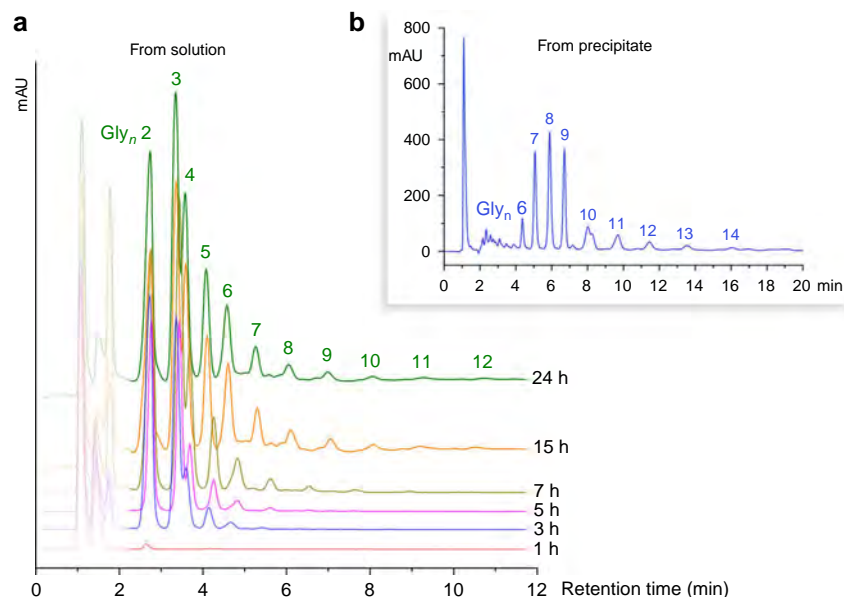 a
From solution
mAU
3
Glyn 2
4
5
6
7
8
9
10
11
12
24 h
15 h
7 h
5 h
3 h
1 h
0
2
4
6
8
10
12
Retention time (min)
b
800
mAU
600
400
200
0
From precipitate
Glyn 6
7
8
9
10
11
12
13
14
0
2
4
6
8
10
12
14
16
18
20
min